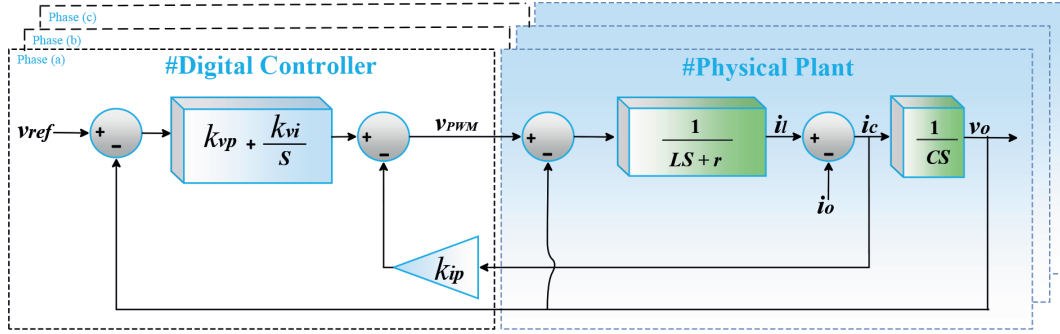 Phase (c)
Phase (b)
Phase (a)
#Digital Controller
#Physical Plant
vref
+
-
kvp + kvi/S
+
-
vPWM
+
-
1/(LS + r)
il
+
-
ic
1/CS
vo
io
kip